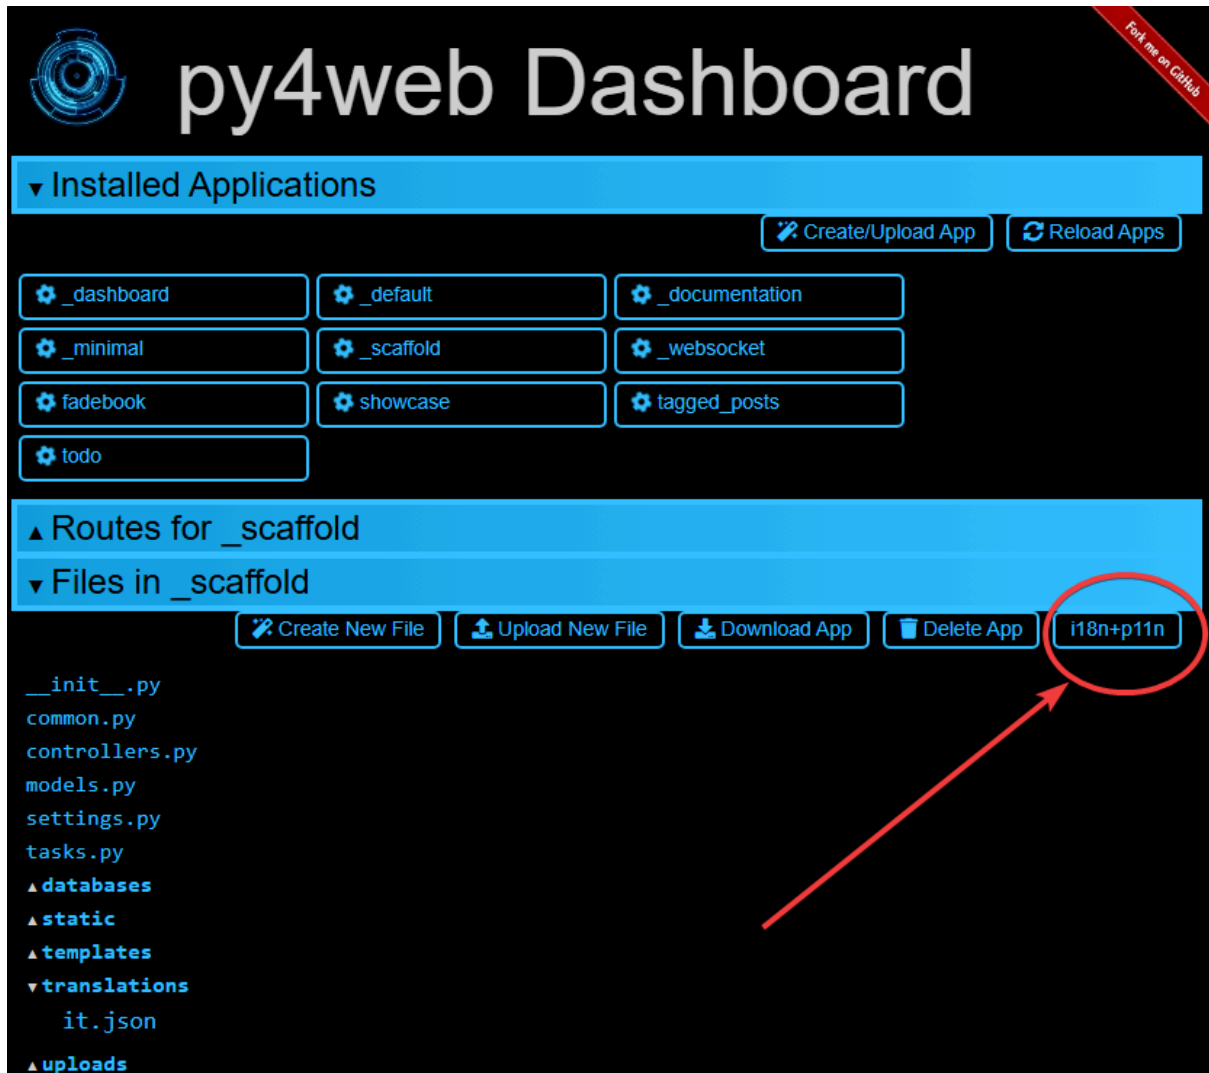 py4web Dashboard
Fork me on GitHub
▼ Installed Applications
Create/Upload App Reload Apps
_dashboard _default _documentation
_minimal _scaffold _websocket
fadebook showcase tagged_posts
todo
▲ Routes for _scaffold
▼ Files in _scaffold
Create New File Upload New File Download App Delete App i18n+p11n
__init__.py
common.py
controllers.py
models.py
settings.py
tasks.py
▲databases
▲static
▲templates
▼translations
it.json
▲uploads